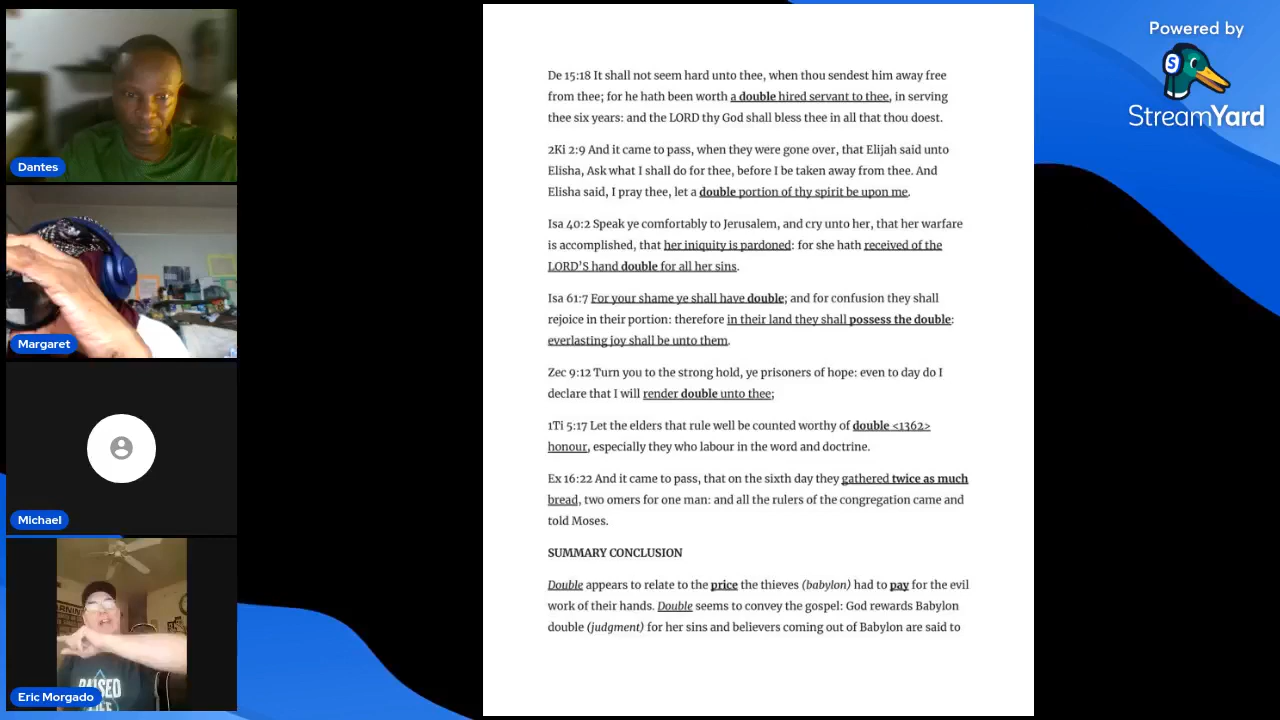 Powered by
StreamYard
Dantes
Margaret
Michael
Eric Morgado
De 15:18 It shall not seem hard unto thee, when thou sendest him away free
from thee; for he hath been worth a double hired servant to thee, in serving
thee six years: and the LORD thy God shall bless thee in all that thou doest.
2Ki 2:9 And it came to pass, when they were gone over, that Elijah said unto
Elisha, Ask what I shall do for thee, before I be taken away from thee. And
Elisha said, I pray thee, let a double portion of thy spirit be upon me.
Isa 40:2 Speak ye comfortably to Jerusalem, and cry unto her, that her warfare
is accomplished, that her iniquity is pardoned: for she hath received of the
LORD'S hand double for all her sins.
Isa 61:7 For your shame ye shall have double; and for confusion they shall
rejoice in their portion: therefore in their land they shall possess the double:
everlasting joy shall be unto them.
Zec 9:12 Turn you to the strong hold, ye prisoners of hope: even to day do I
declare that I will render double unto thee;
1Ti 5:17 Let the elders that rule well be counted worthy of double <1362>
honour, especially they who labour in the word and doctrine.
Ex 16:22 And it came to pass, that on the sixth day they gathered twice as much
bread, two omers for one man: and all the rulers of the congregation came and
told Moses.
SUMMARY CONCLUSION
Double appears to relate to the price the thieves (babylon) had to pay for the evil
work of their hands. Double seems to convey the gospel: God rewards Babylon
double (judgment) for her sins and believers coming out of Babylon are said to